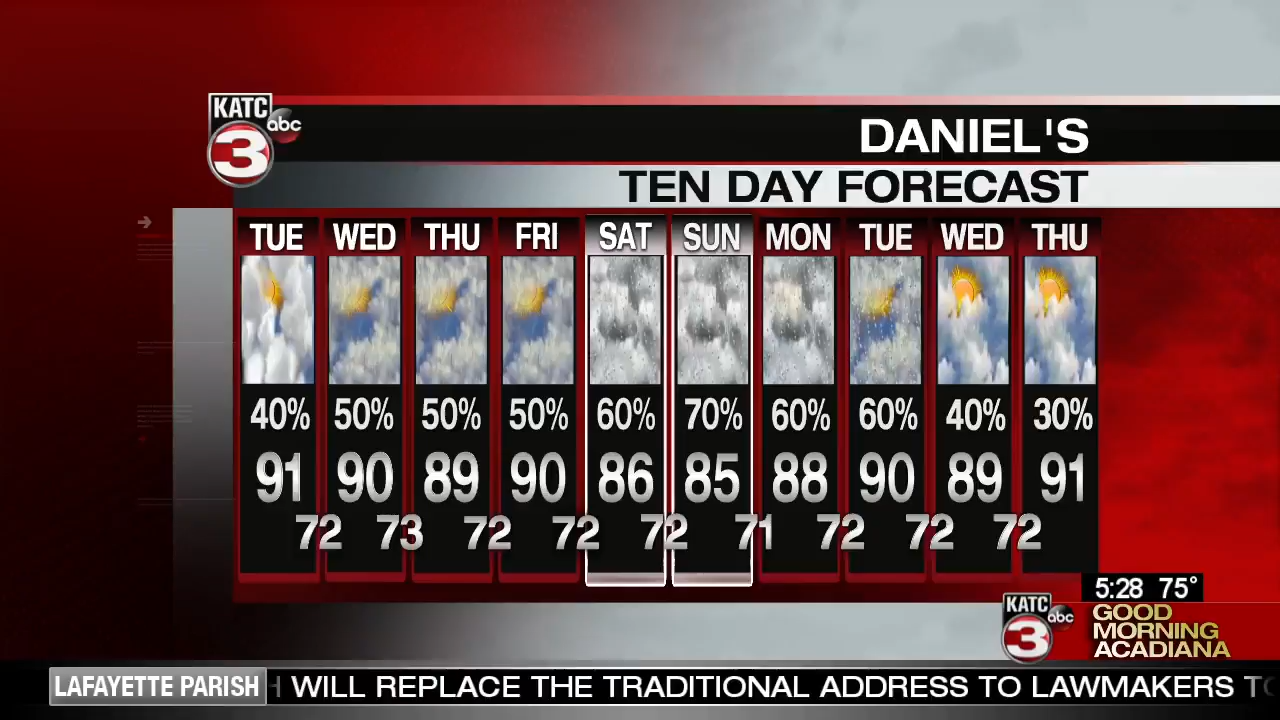 KATC
abc
3
DANIEL'S
TEN DAY FORECAST
TUE WED THU FRI SAT SUN MON TUE WED THU
40% 50% 50% 50% 60% 70% 60% 60% 40% 30%
91 90 89 90 86 85 88 90 89 91
72 73 72 72 72 71 72 72 72
5:28 75°
KATC
abc
3
GOOD
MORNING
ACADIANA
LAFAYETTE PARISH WILL REPLACE THE TRADITIONAL ADDRESS TO LAWMAKERS